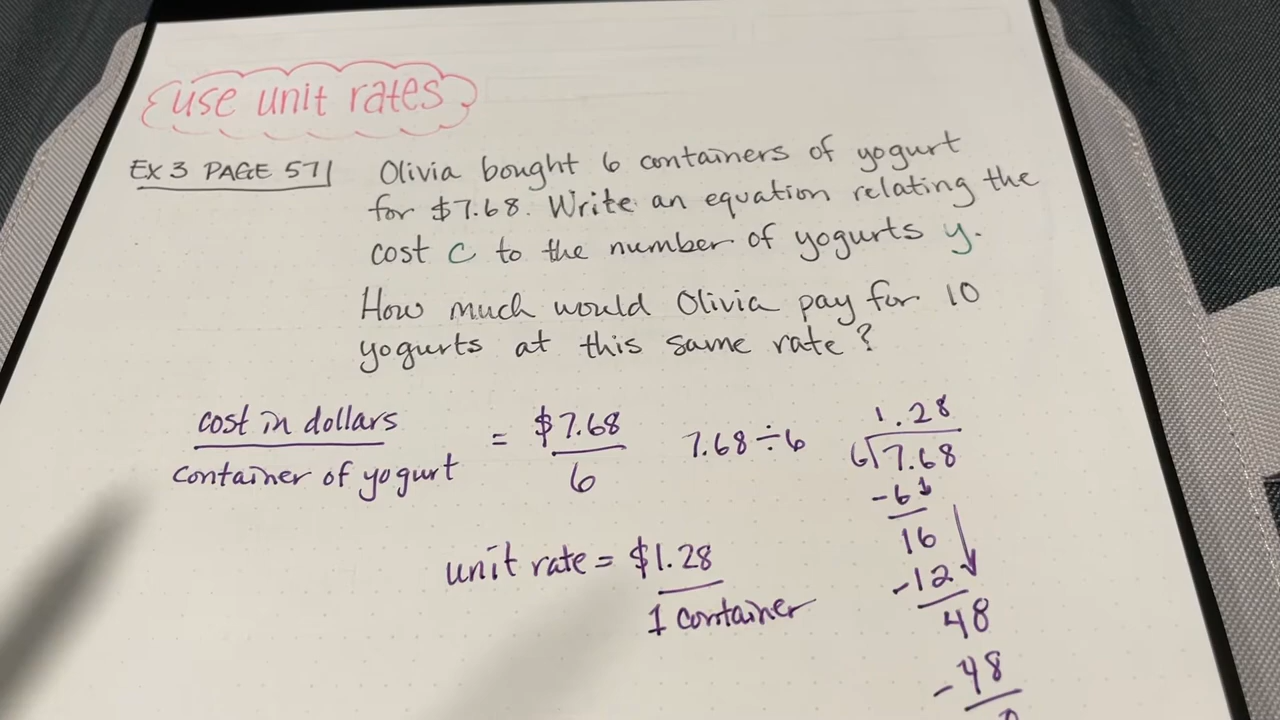 use unit rates
EX 3 PAGE 571
Olivia bought 6 containers of yogurt
for $7.68. Write an equation relating the
cost c to the number of yogurts y.
How much would Olivia pay for 10
yogurts at this same rate?
cost in dollars
container of yogurt
= $7.68
6
7.68÷6
1.28
6)7.68
-6
16
-12
48
-48
0
unit rate = $1.28
1 container